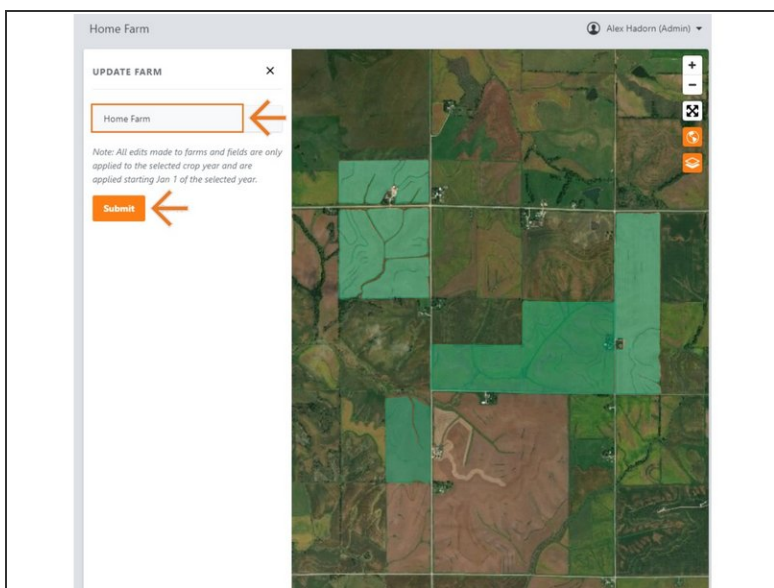 Home Farm
Alex Hadorn (Admin)
UPDATE FARM
Home Farm
Note: All edits made to farms and fields are only
applied to the selected crop year and are
applied starting Jan 1 of the selected year.
Submit